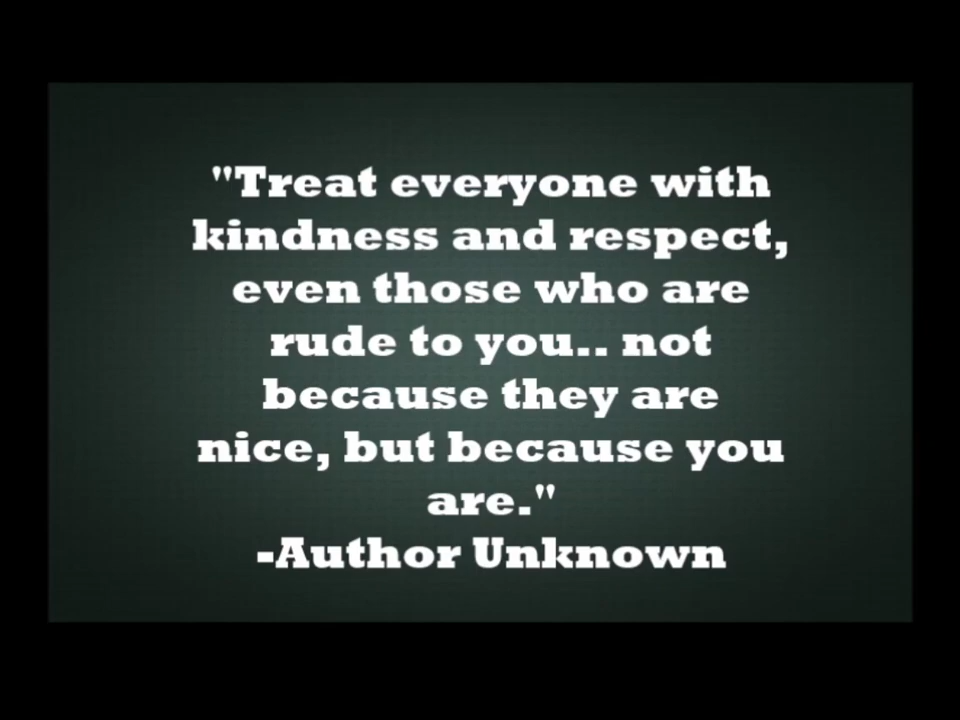 "Treat everyone with
kindness and respect,
even those who are
rude to you.. not
because they are
nice, but because you
are."
-Author Unknown